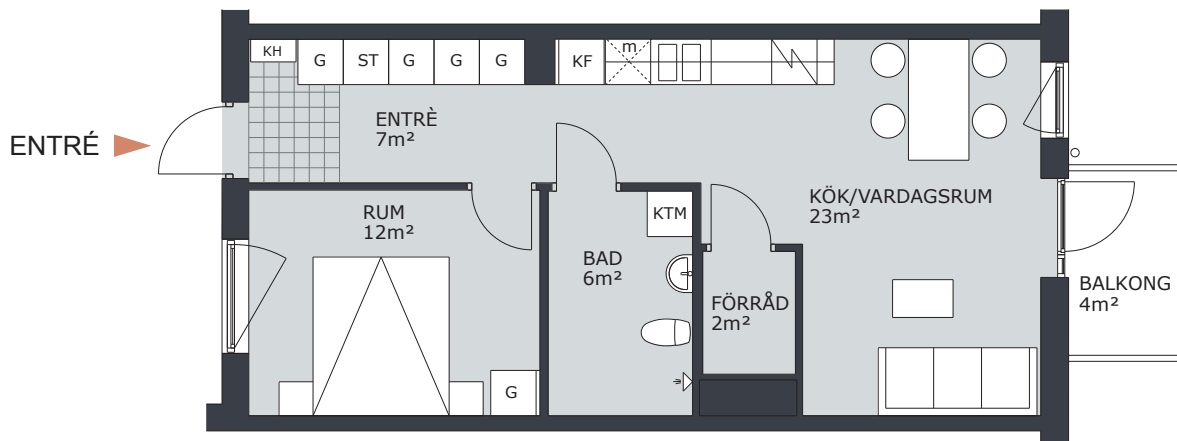 KH
G
ST
G
G
G
KF
m
ENTRÉ
ENTRÈ
7m²
KÖK/VARDAGSRUM
23m²
RUM
12m²
KTM
BAD
6m²
FÖRRÅD
2m²
BALKONG
4m²
G